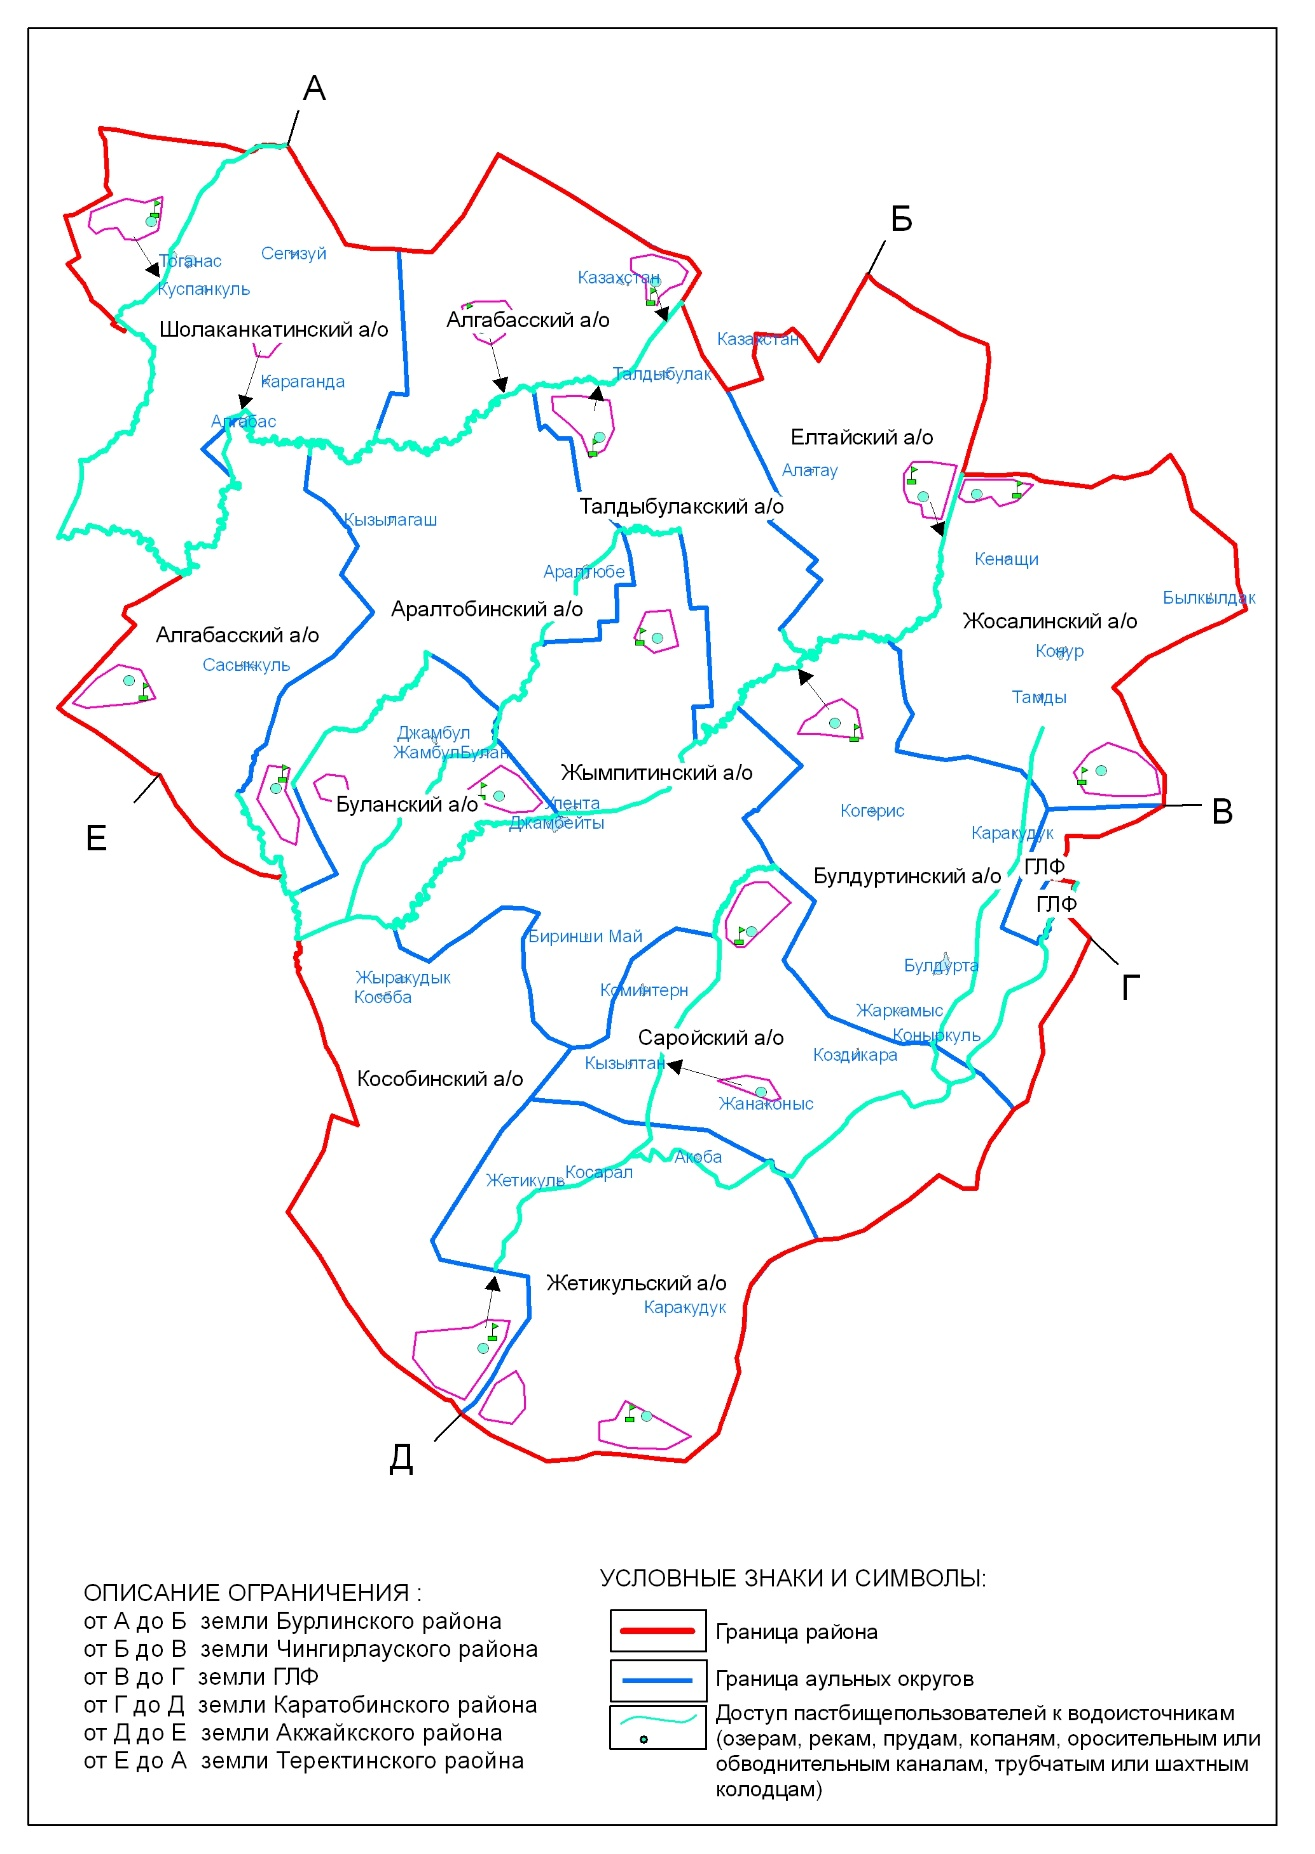 А
Б
Тоганас
Сегизуй
Куспанкуль
Казахстан
Шолаканкатинский а/о
Алгабасский а/о
Казахстан
Караганда
Талдыбулак
Алгабас
Елтайский а/о
Алатау
Талдыбулакский а/о
Кызылагаш
Кенащи
Аралтюбе
Былкылдак
Аралтобинский а/о
Жосалинский а/о
Алгабасский а/о
Конур
Сасыккуль
Тамды
Джамбул
Жамбул Булан
Жымпитинский а/о
Буланский а/о
Улента
Когерис
В
Джамбейты
Каракудук
Е
ГЛФ
Булдуртинский а/о
ГЛФ
Биринши Май
Булдурта
Жыракудык
Кособа
Коминтерн
Г
Жаркамыс
Саройский а/о
Коныркуль
Кызылтан
Коздикара
Кособинский а/о
Жанаконыс
Акоба
Косарал
Жетикуль
Жетикульский а/о
Каракудук
Д
ОПИСАНИЕ ОГРАНИЧЕНИЯ :
от А до Б земли Бурлинского района
от Б до В земли Чингирлауского района
от В до Г земли ГЛФ
от Г до Д земли Каратобинского района
от Д до Е земли Акжайкского района
от Е до А земли Теректинского раойна
УСЛОВНЫЕ ЗНАКИ И СИМВОЛЫ:
Граница района
Граница аульных округов
Доступ пастбищепользователей к водоисточникам
(озерам, рекам, прудам, копаням, оросительным или
обводнительным каналам, трубчатым или шахтным
колодцам)